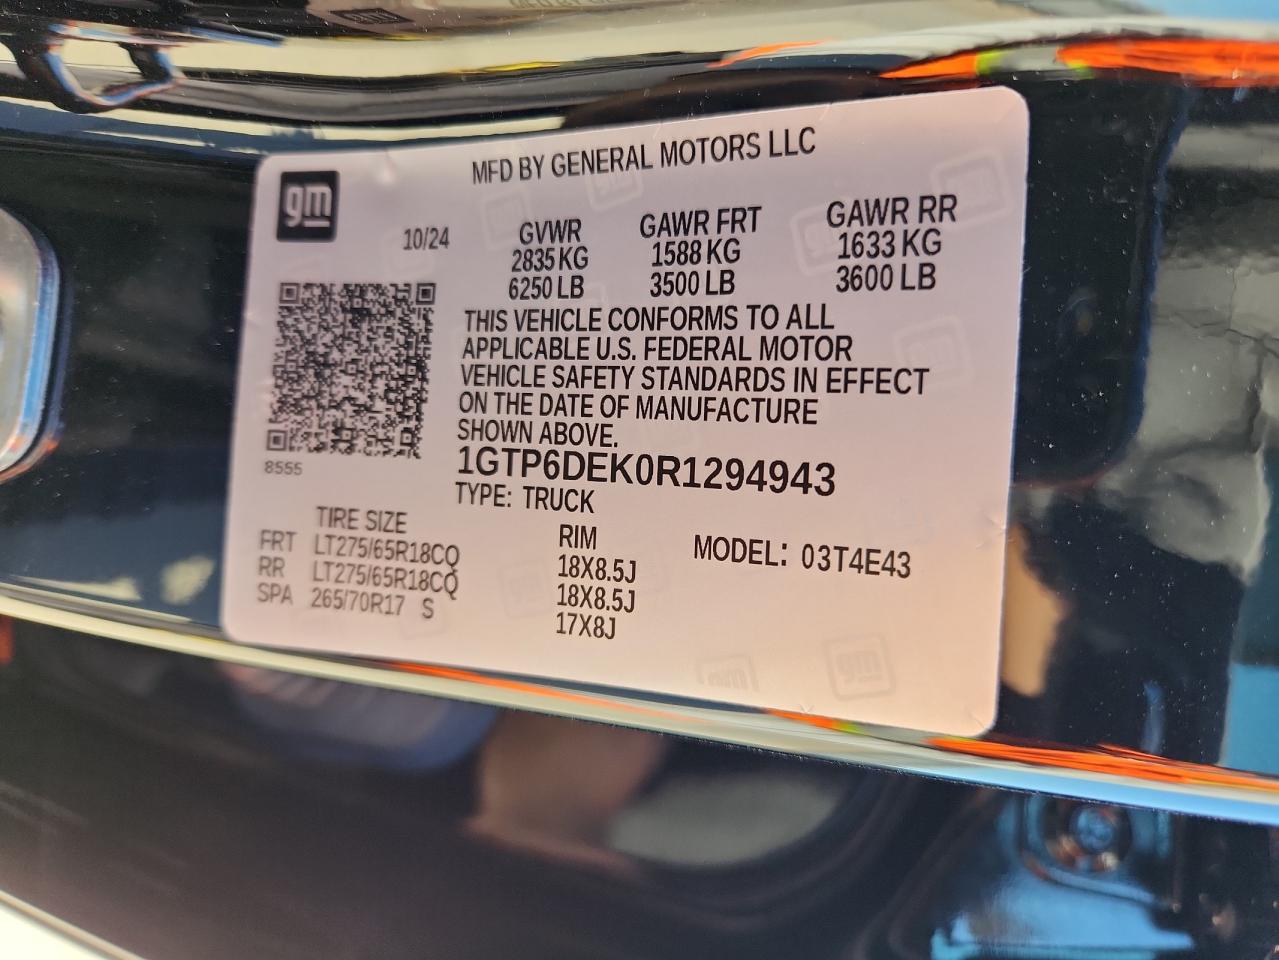 MFD BY GENERAL MOTORS LLC
gm
10/24
GVWR GAWR FRT GAWR RR
2835 KG 1588 KG 1633 KG
6250 LB 3500 LB 3600 LB
THIS VEHICLE CONFORMS TO ALL
APPLICABLE U.S. FEDERAL MOTOR
VEHICLE SAFETY STANDARDS IN EFFECT
ON THE DATE OF MANUFACTURE
SHOWN ABOVE.
8555
1GTP6DEK0R1294943
TYPE: TRUCK
TIRE SIZE RIM MODEL: 03T4E43
FRT LT275/65R18CQ 18X8.5J
RR LT275/65R18CQ 18X8.5J
SPA 265/70R17 S 17X8J